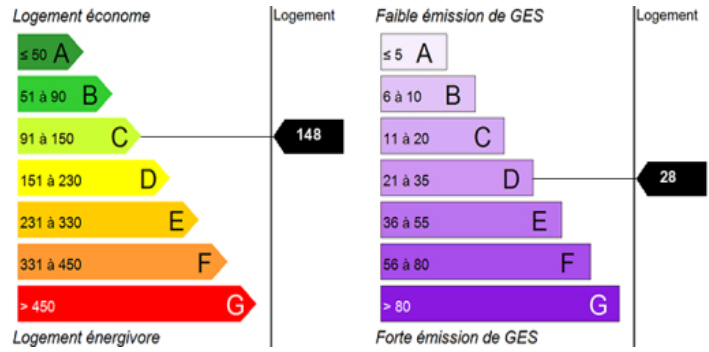 Logement économe
Logement
≤ 50 A
51 à 90 B
91 à 150 C
148
151 à 230 D
231 à 330 E
331 à 450 F
> 450 G
Logement énergivore
Faible émission de GES
Logement
≤ 5 A
6 à 10 B
11 à 20 C
21 à 35 D
28
36 à 55 E
56 à 80 F
> 80 G
Forte émission de GES